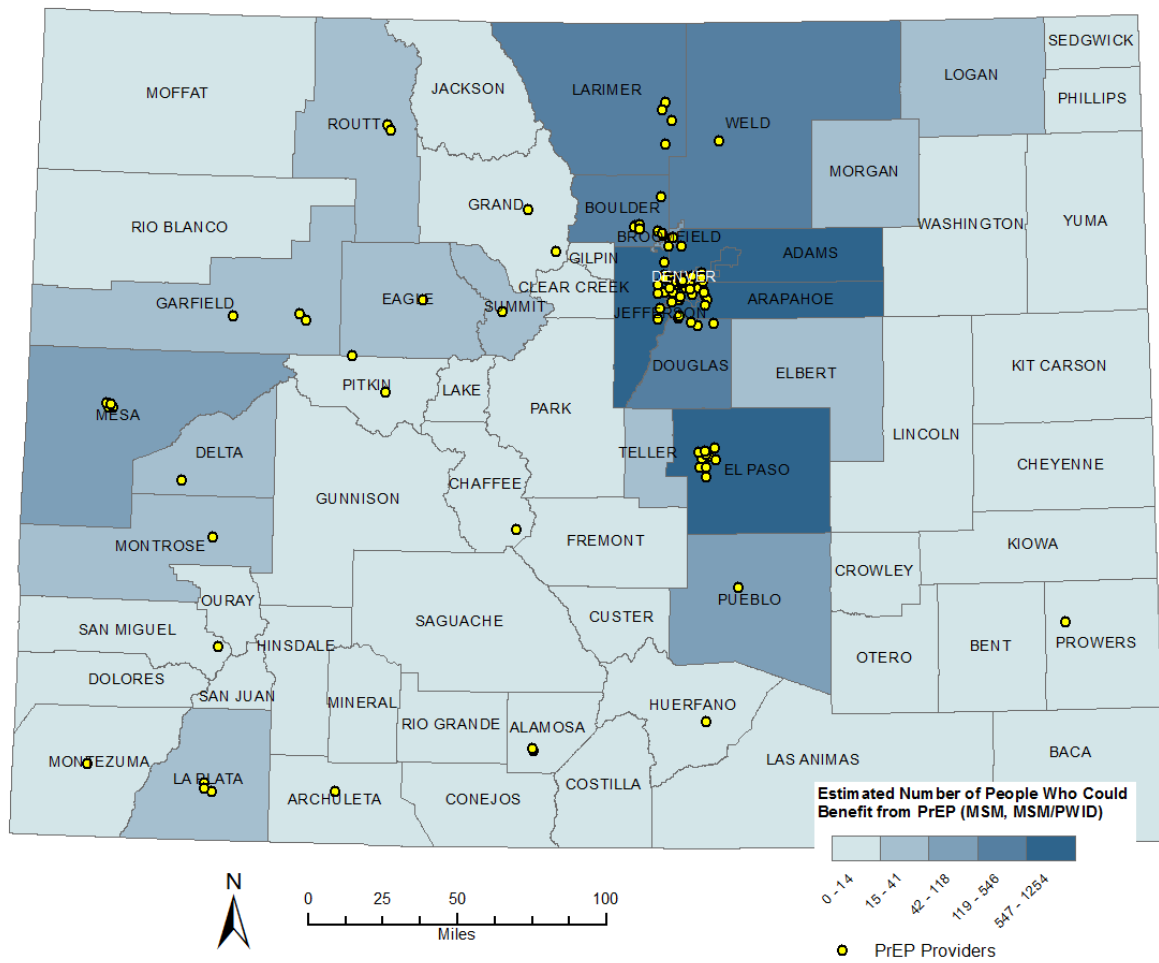 SEDGWICK
LOGAN
JACKSON
LARIMER
MOFFAT
PHILLIPS
ROUTT
WELD
MORGAN
GRAND
BOULDER
WASHINGTON
YUMA
RIO BLANCO
BROOMFIELD
GILPIN
ADAMS
DENVER
CLEAR CREEK
GARFIELD
EAGLE
SUMMIT
ARAPAHOE
JEFFERSON
KIT CARSON
DOUGLAS
ELBERT
PITKIN
LAKE
PARK
MESA
LINCOLN
DELTA
TELLER
EL PASO
CHEYENNE
CHAFFEE
GUNNISON
MONTROSE
FREMONT
KIOWA
CROWLEY
OURAY
PUEBLO
CUSTER
SAGUACHE
SAN MIGUEL
HINSDALE
PROWERS
BENT
OTERO
DOLORES
SAN JUAN
MINERAL
HUERFANO
RIO GRANDE
ALAMOSA
BACA
MONTEZUMA
LAS ANIMAS
LA PLATA
ARCHULETA
CONEJOS
COSTILLA
Estimated Number of People Who Could
Benefit from PrEP (MSM, MSM/PWID)
0 - 14
15 - 41
42 - 118
119 - 546
547 - 1254
PrEP Providers
N
0 25 50 100
Miles